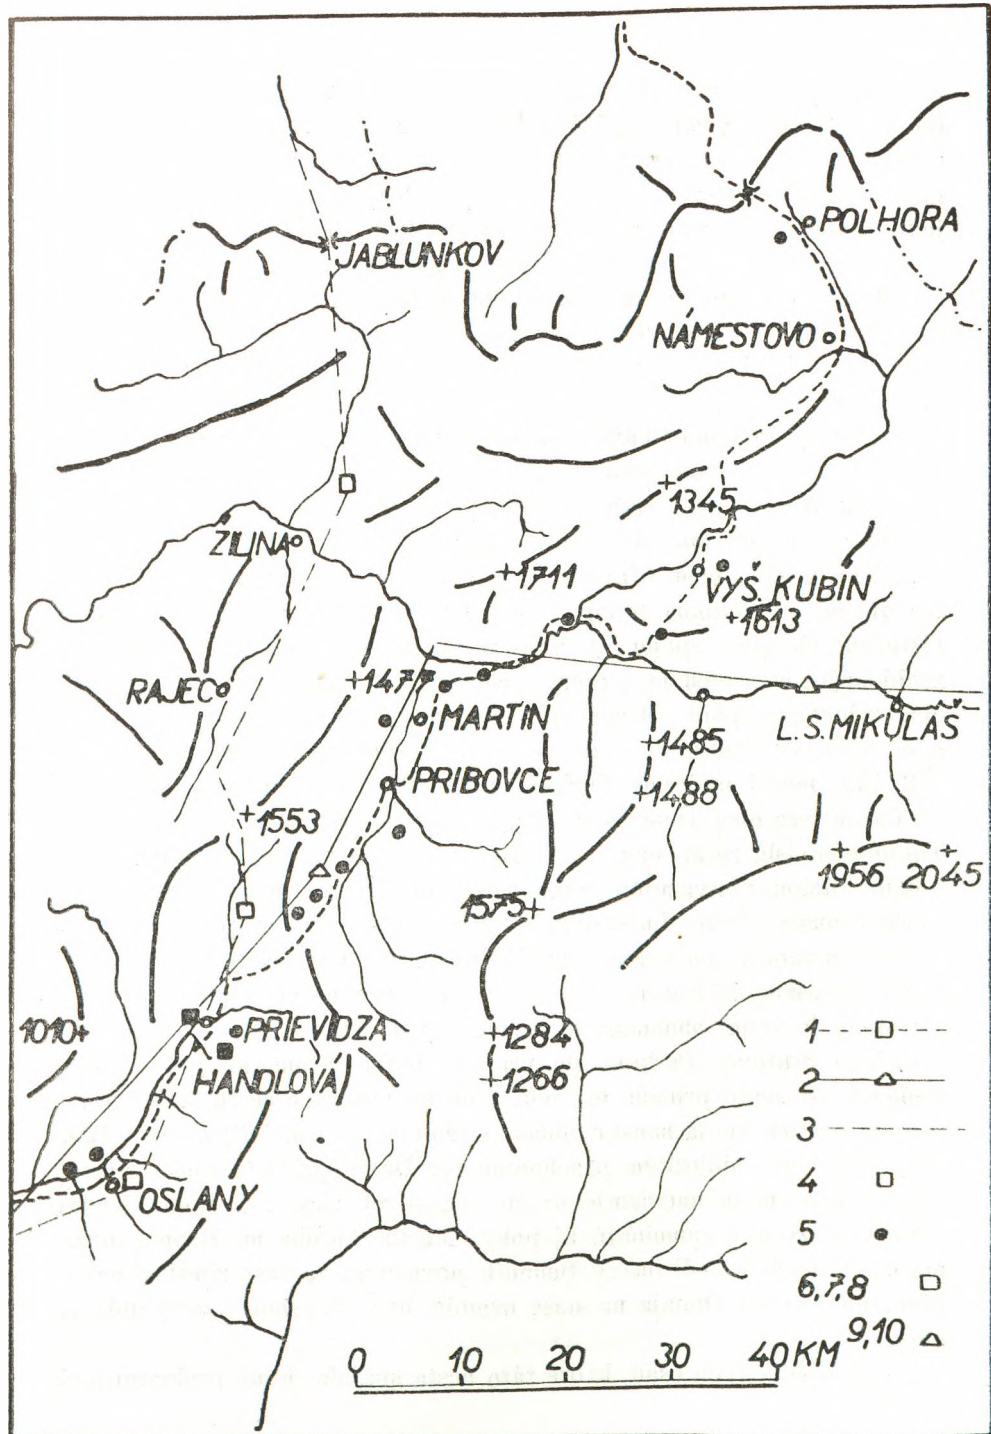 POLHORA
JABLUNKOV
NÁMESTOVO
+1345
ŽILINA
+1711
VYŠ. KUBÍN
+1613
RAJEC
+1477
MARTIN
L.S.MIKULÁŠ
+1485
PRIBOVCE
+1488
+1553
1956
2045
1575+
1010+
PRIEVIDZA
+1284
1
HANDLOVÁ
+1266
2
3
OSLANY
4
5
6,7,8
9,10
0 10 20 30 40 KM